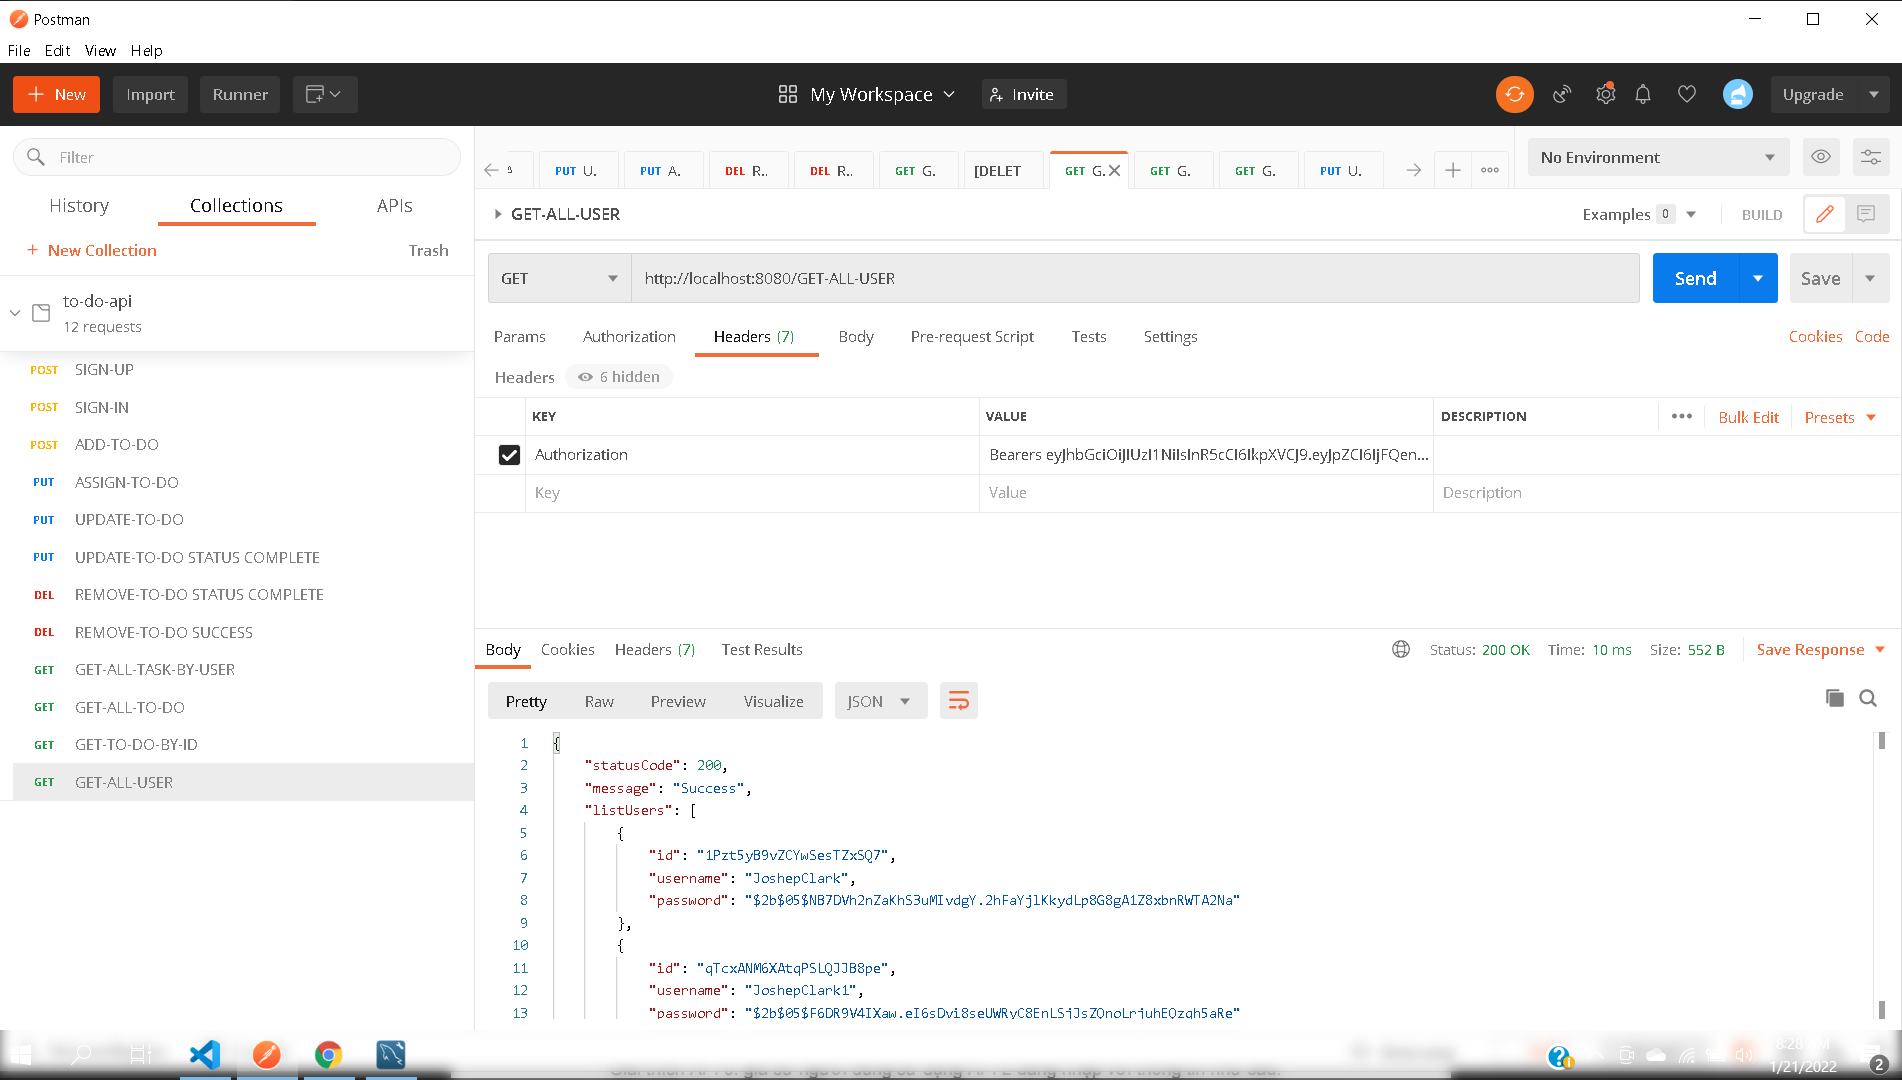 Postman
File Edit View Help
New Import Runner My Workspace Invite Upgrade
Filter
History Collections APIs
+ New Collection Trash
to-do-api
12 requests
POST SIGN-UP
POST SIGN-IN
POST ADD-TO-DO
PUT ASSIGN-TO-DO
PUT UPDATE-TO-DO
PUT UPDATE-TO-DO STATUS COMPLETE
DEL REMOVE-TO-DO STATUS COMPLETE
DEL REMOVE-TO-DO SUCCESS
GET GET-ALL-TASK-BY-USER
GET GET-ALL-TO-DO
GET GET-TO-DO-BY-ID
GET GET-ALL-USER
PUT U. PUT A. DEL R.. DEL R.. GET G. [DELET GET G. GET G. GET G. PUT U. No Environment
GET-ALL-USER Examples 0 BUILD
GET http://localhost:8080/GET-ALL-USER Send Save
Params Authorization Headers (7) Body Pre-request Script Tests Settings Cookies Code
Headers 6 hidden
KEY VALUE DESCRIPTION Bulk Edit Presets
Authorization Bearers eyJhbGciOiJIUzI1NiIsInR5cCI6IkpXVCJ9.eyJpZCI6IjFQen...
Key Value Description
Body Cookies Headers (7) Test Results Status: 200 OK Time: 10 ms Size: 552 B Save Response
Pretty Raw Preview Visualize JSON
1 {
2 "statusCode": 200,
3 "message": "Success",
4 "listUsers": [
5 {
6 "id": "1Pzt5yB9vZCYwSesTZxSQ7",
7 "username": "JoshepClark",
8 "password": "$2b$05$NB7DVh2nZaKhS3uMIvdgY.2hFaYjlKkydLp8G8gA1Z8xbnRWTA2Na"
9 },
10 {
11 "id": "qTcxANM6XAtqPSLQJJB8pe",
12 "username": "JoshepClark1",
13 "password": "$2b$05$F6DR9V4IXaw.eI6sDvi8seUWRyC8EnLSjJsZQnoLrjuhEQzgh5aRe"
8:28 AM
1/21/2022
2